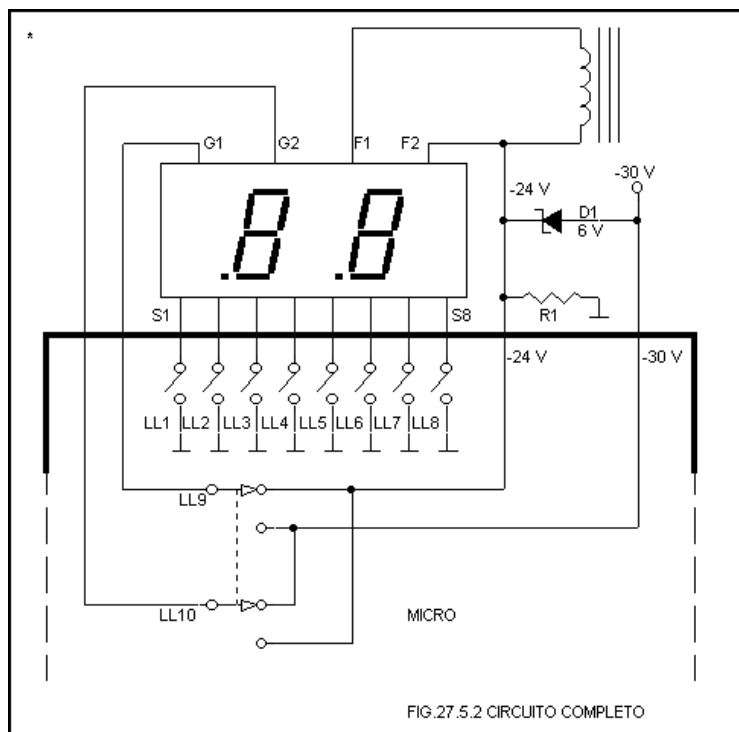 *
G1 G2 F1 F2
-24 V
-30 V
D1
6 V
S1 S8
R1
-24 V
-30 V
LL1 LL2 LL3 LL4 LL5 LL6 LL7 LL8
LL9
LL10
MICRO
FIG.27.5.2 CIRCUITO COMPLETO